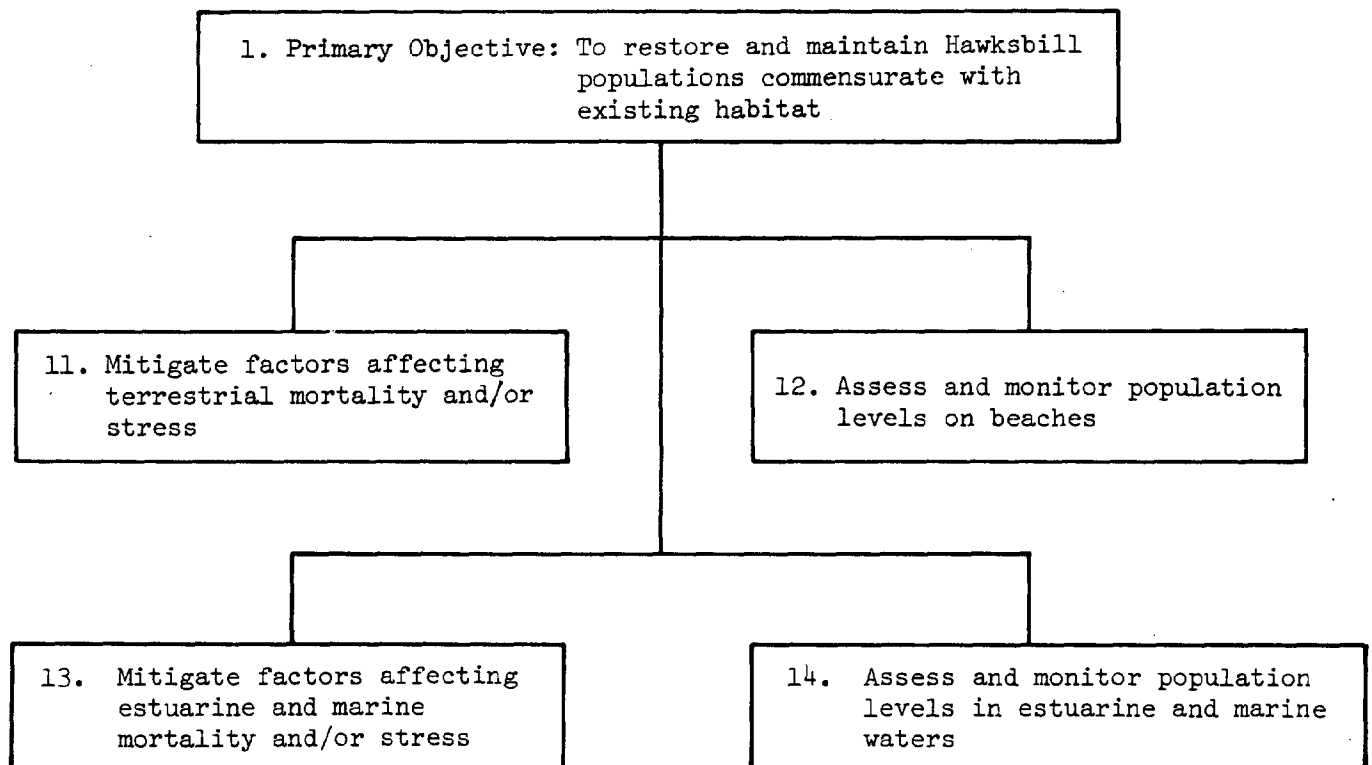 1. Primary Objective: To restore and maintain Hawksbill
populations commensurate with
existing habitat
11. Mitigate factors affecting
terrestrial mortality and/or
stress
12. Assess and monitor population
levels on beaches
13. Mitigate factors affecting
estuarine and marine
mortality and/or stress
14. Assess and monitor population
levels in estuarine and marine
waters